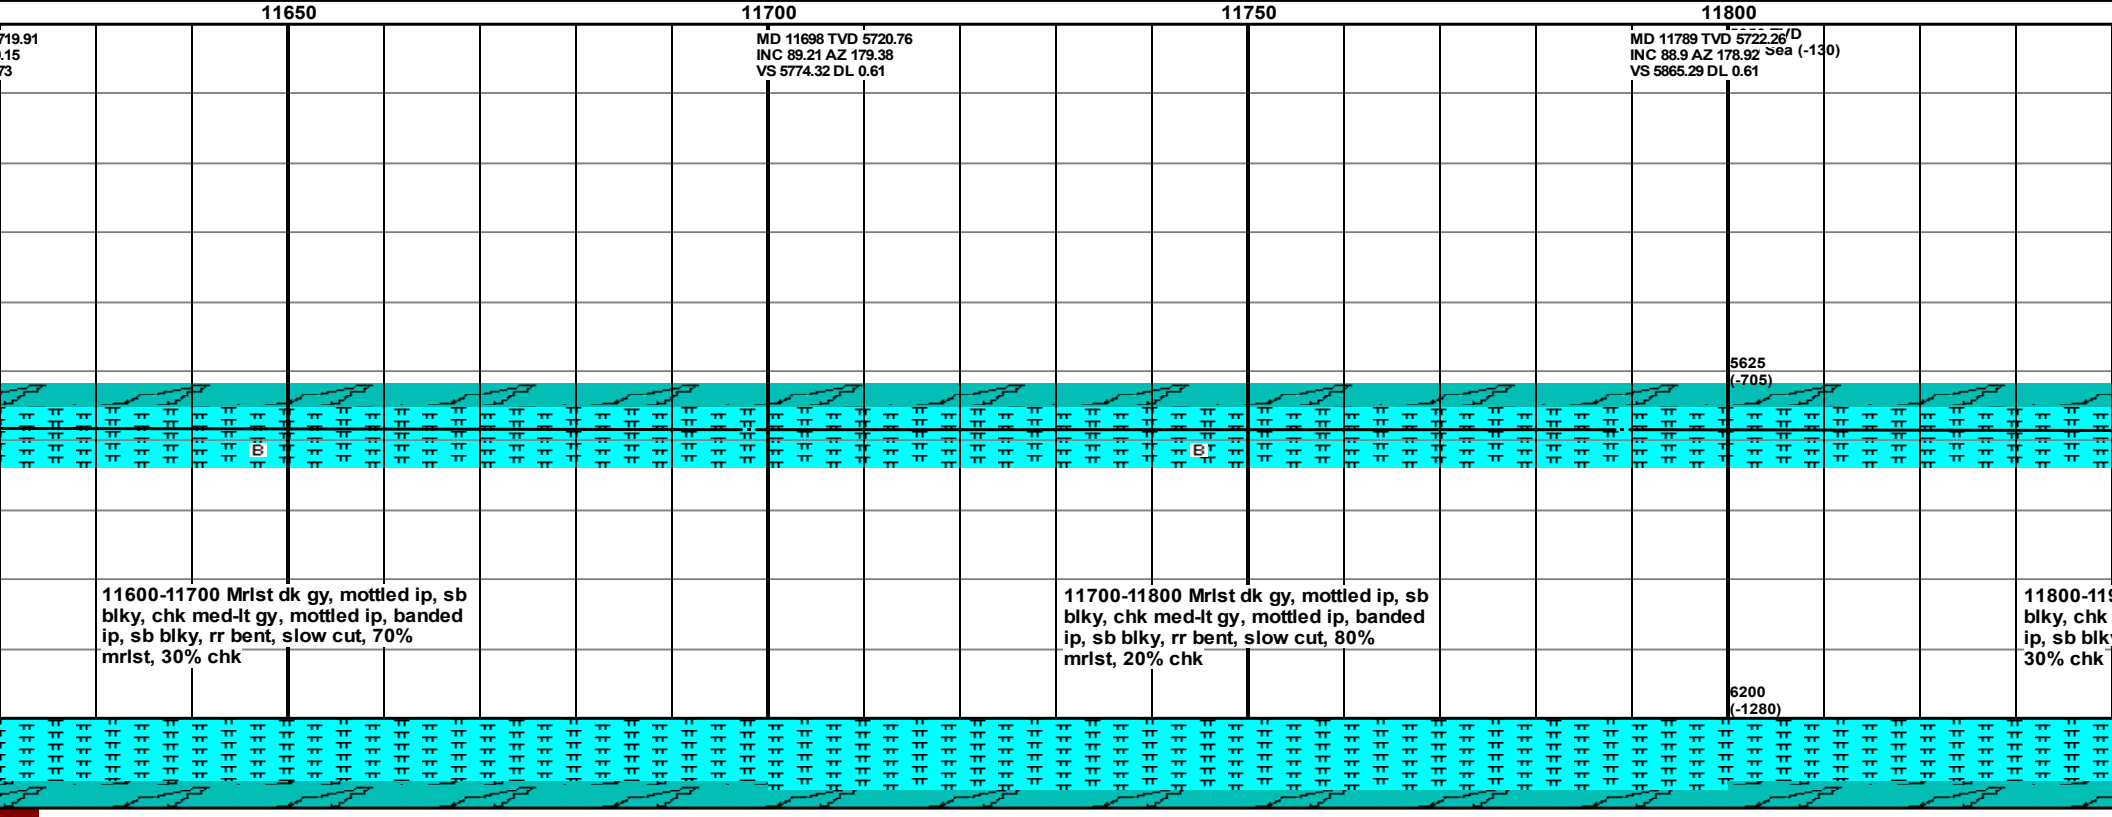 11650 11700 11750 11800
719.91
.15
73
MD 11698 TVD 5720.76
INC 89.21 AZ 179.38
VS 5774.32 DL 0.61
MD 11789 TVD 5722.26
INC 88.9 AZ 178.92
VS 5865.29 DL 0.61
TVD
Sea (-130)
5625
(-705)
B B
11600-11700 Mrlst dk gy, mottled ip, sb
blky, chk med-lt gy, mottled ip, banded
ip, sb blky, rr bent, slow cut, 70%
mrlst, 30% chk
11700-11800 Mrlst dk gy, mottled ip, sb
blky, chk med-lt gy, mottled ip, banded
ip, sb blky, rr bent, slow cut, 80%
mrlst, 20% chk
11800-119
blky, chk
ip, sb blky
30% chk
6200
(-1280)